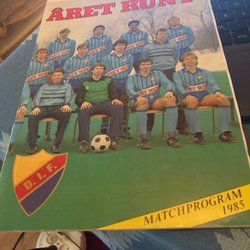 ÅRET RUNT
D. I. F.
MATCHPROGRAM
1985